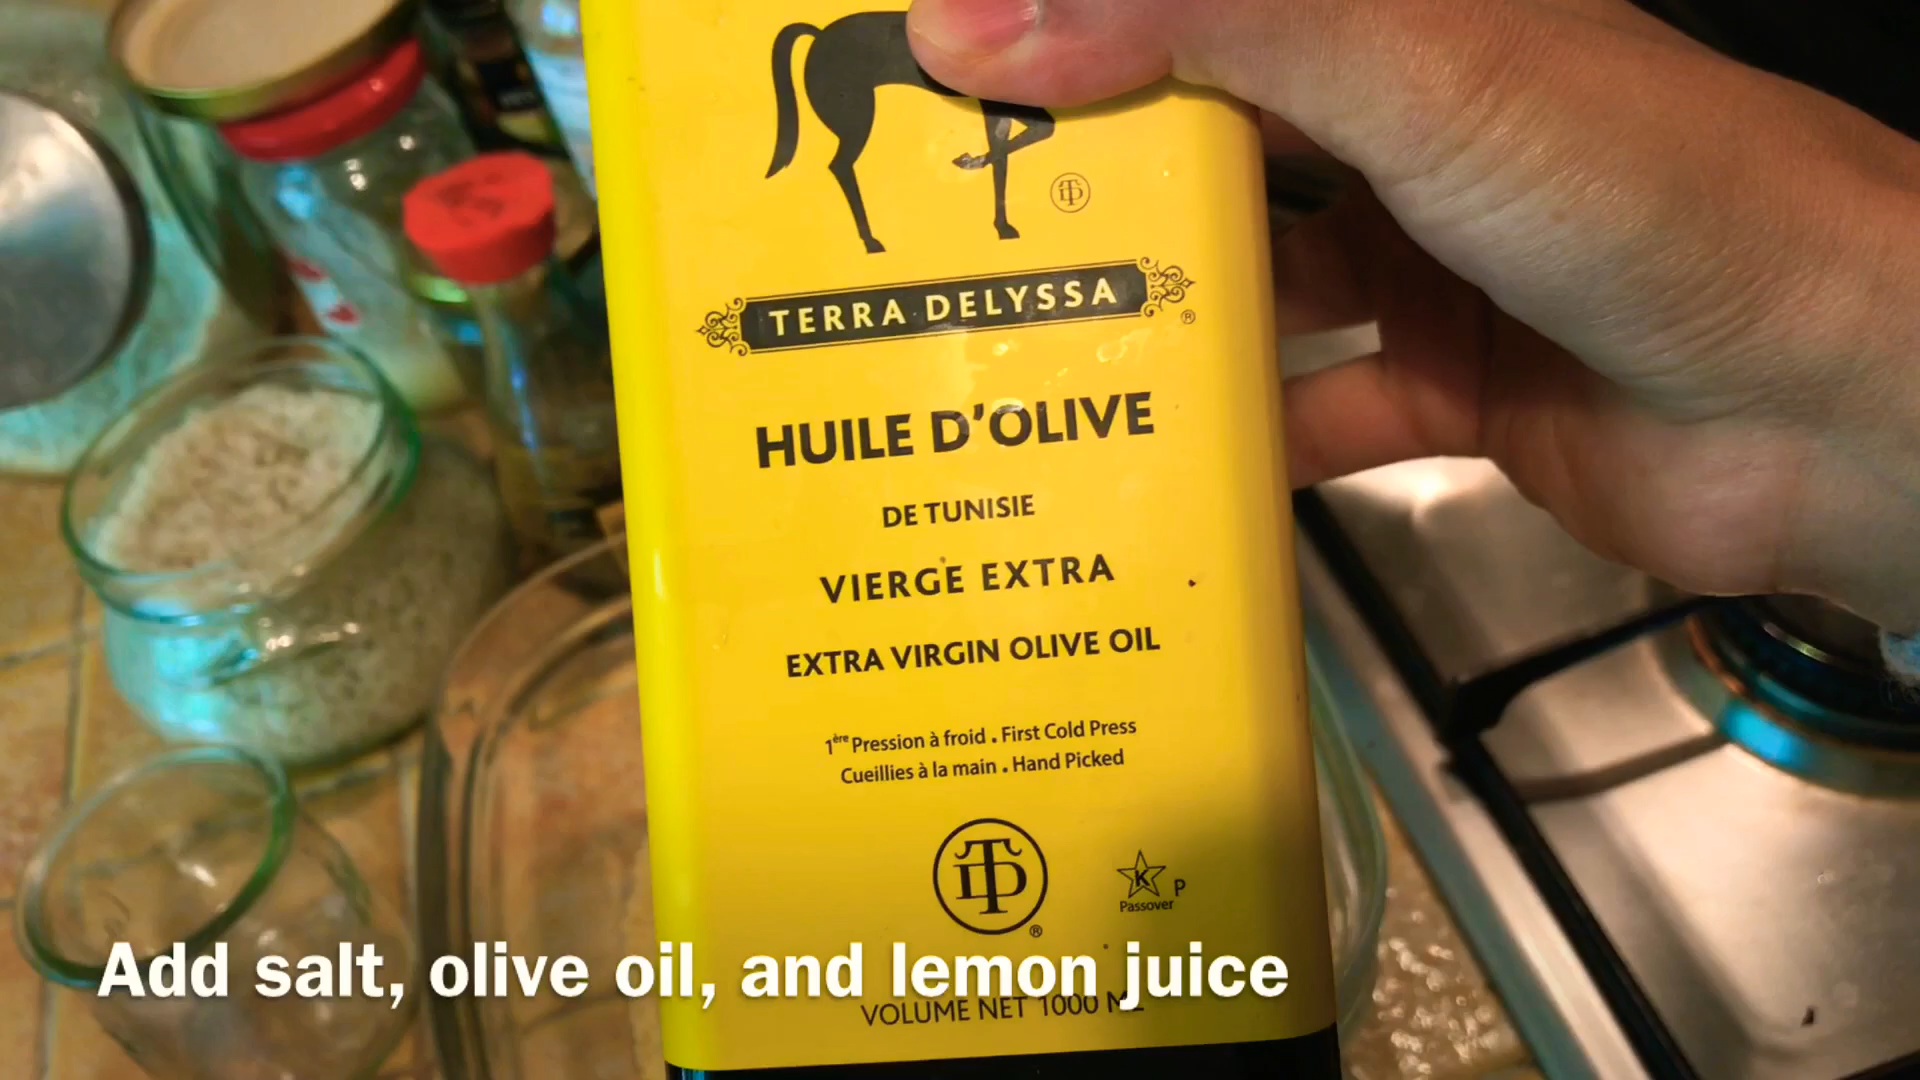 TERRA DELYSSA
®
HUILE D'OLIVE
DE TUNISIE
VIERGE EXTRA
EXTRA VIRGIN OLIVE OIL
1ère Pression à froid . First Cold Press
Cueillies à la main . Hand Picked
K P
Passover
®
Add salt, olive oil, and lemon juice
VOLUME NET 1000 ML